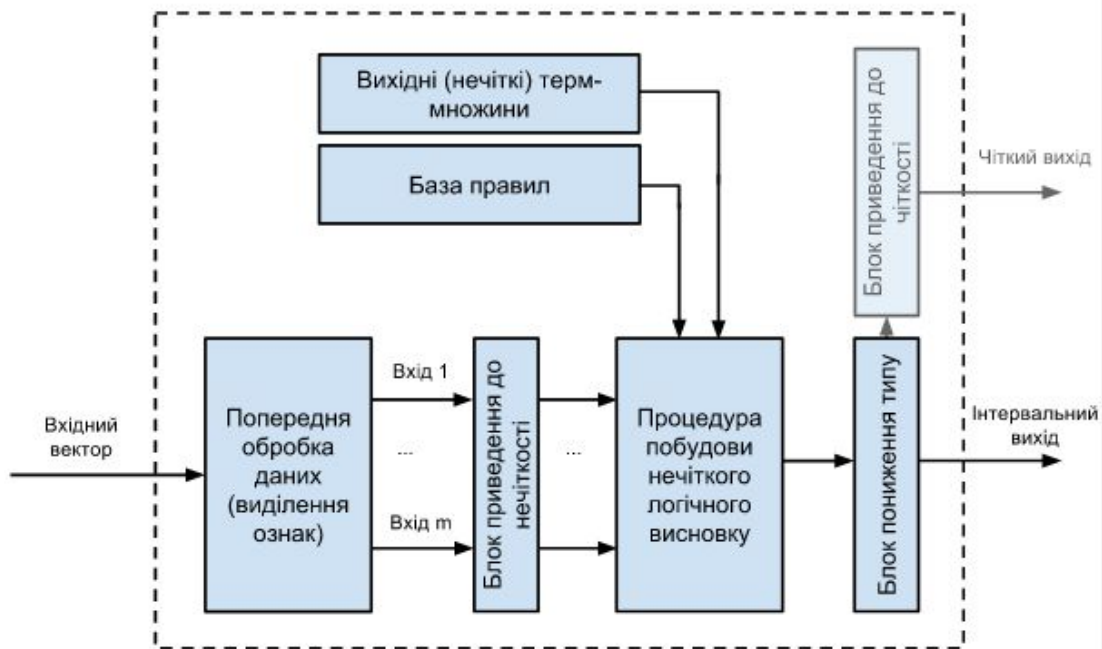 Вихідні (нечіткі) терм-
множини
База правил
Блок приведення до
чіткості
Чіткий вихід
Вхідний
вектор
Попередня
обробка
даних
(виділення
ознак)
Вхід 1
...
Вхід m
Блок приведення до
нечіткості
...
Процедура
побудови
нечіткого
логічного
висновку
Блок пониження типу
Інтервальний
вихід